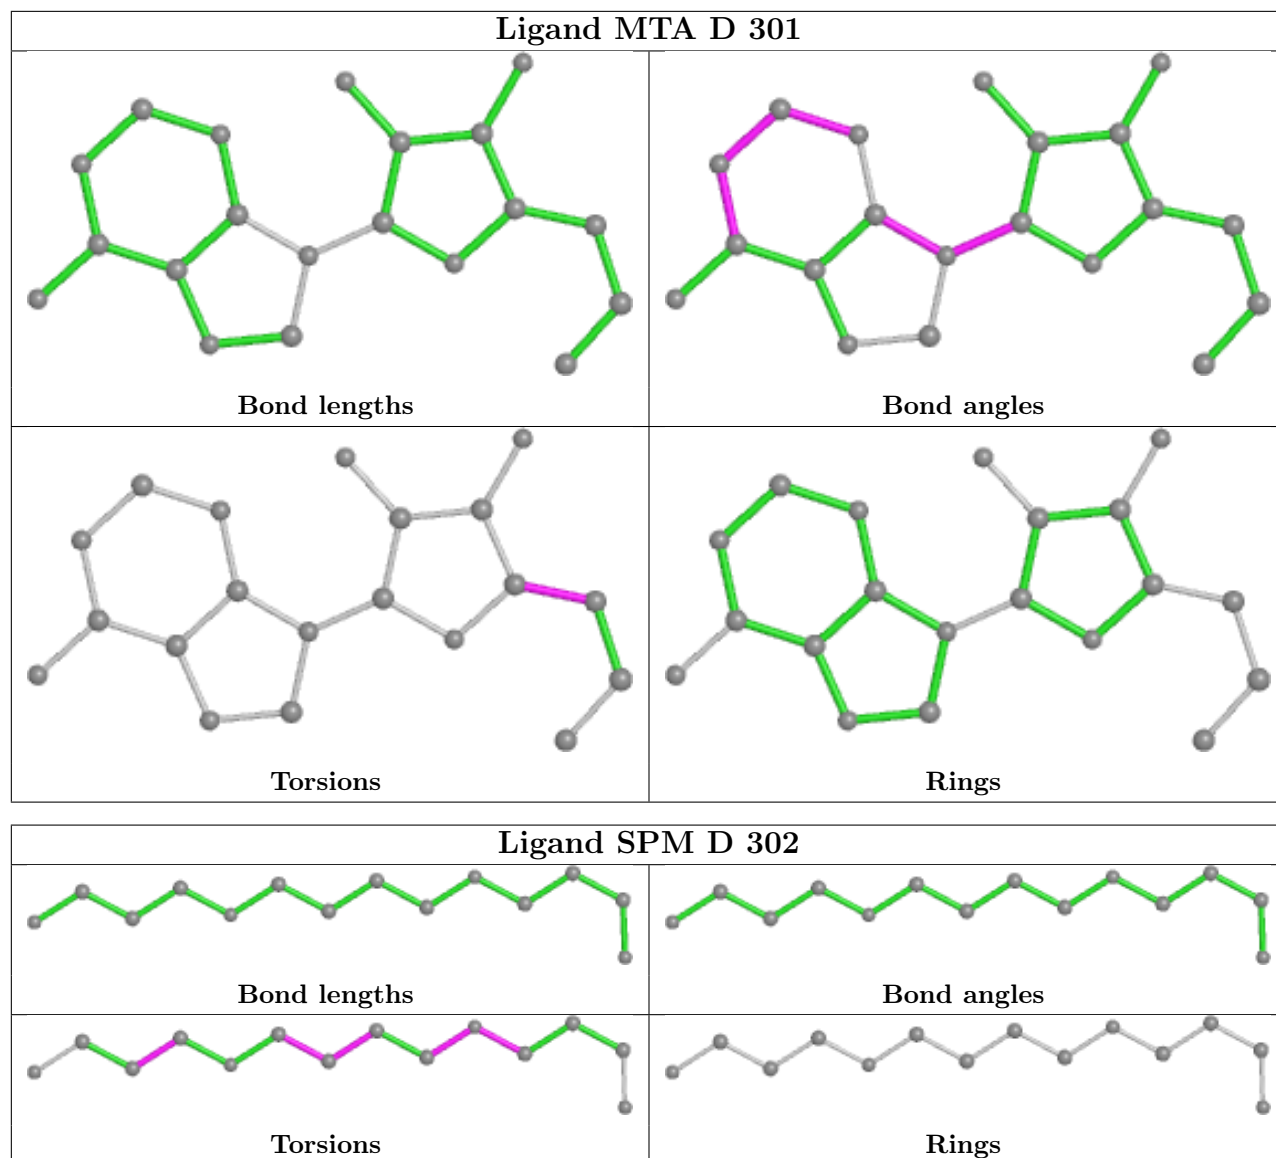 Ligand MTA D 301
Bond lengths
Bond angles
Torsions
Rings
Ligand SPM D 302
Bond lengths
Bond angles
Torsions
Rings